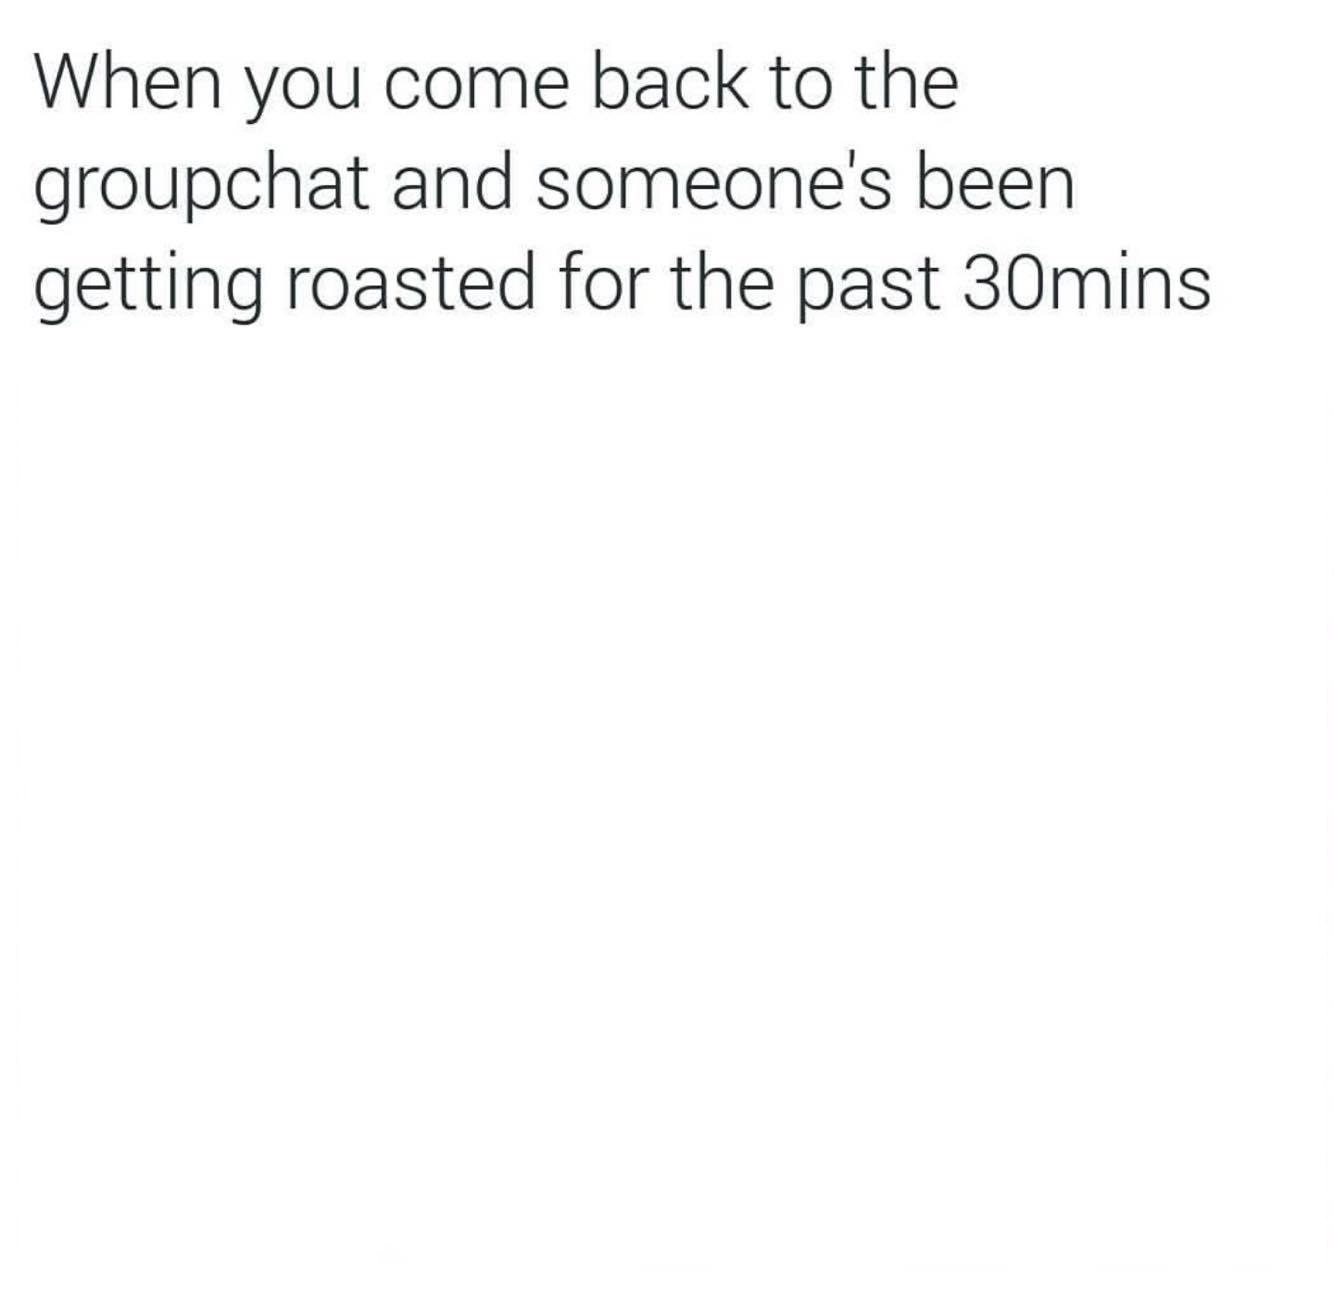 When you come back to the
groupchat and someone's been
getting roasted for the past 30mins